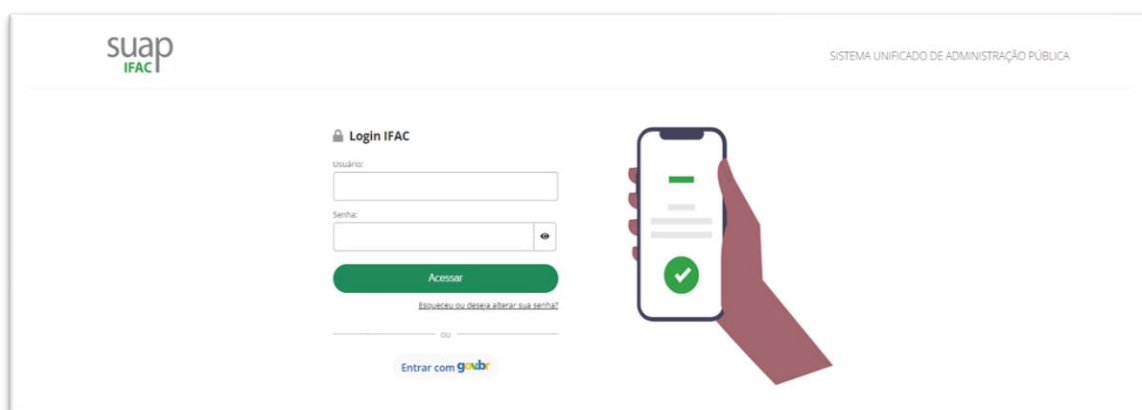 suap
IFAC
SISTEMA UNIFICADO DE ADMINISTRAÇÃO PÚBLICA
Login IFAC
Usuário:
Senha:
Acessar
Esqueceu ou deseja alterar sua senha?
OU
Entrar com gov.br